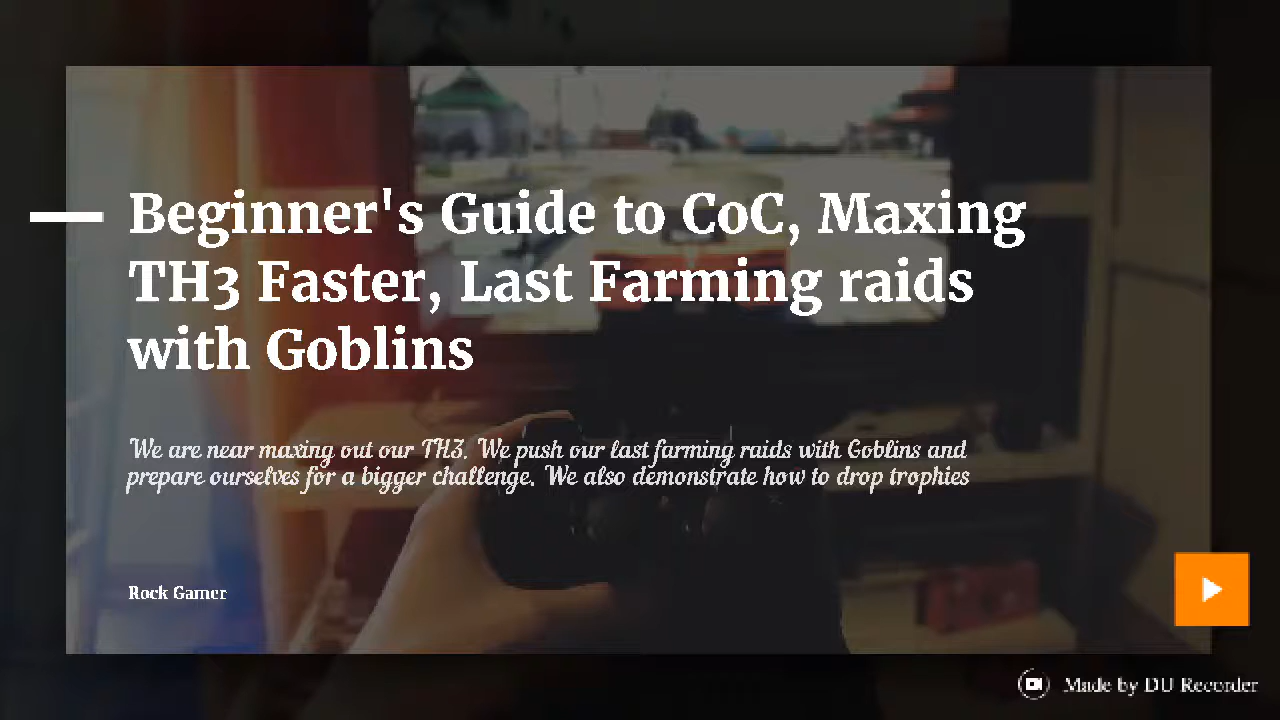 Beginner's Guide to CoC, Maxing
TH3 Faster, Last Farming raids
with Goblins
We are near maxing out our TH3. We push our last farming raids with Goblins and
prepare ourselves for a bigger challenge. We also demonstrate how to drop trophies
Rock Gamer
Made by DU Recorder